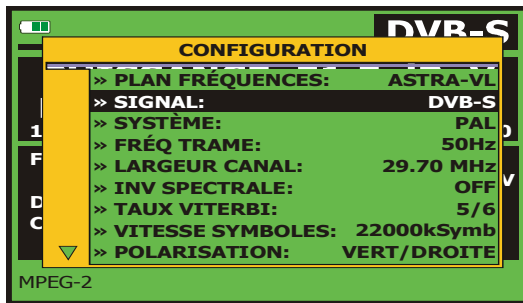 DVB-S
CONFIGURATION
» PLAN FRÉQUENCES: ASTRA-VL
» SIGNAL: DVB-S
» SYSTÈME: PAL
» FRÉQ TRAME: 50Hz
» LARGEUR CANAL: 29.70 MHz
» INV SPECTRALE: OFF
» TAUX VITERBI: 5/6
» VITESSE SYMBOLES: 22000kSymb
» POLARISATION: VERT/DROITE
MPEG-2